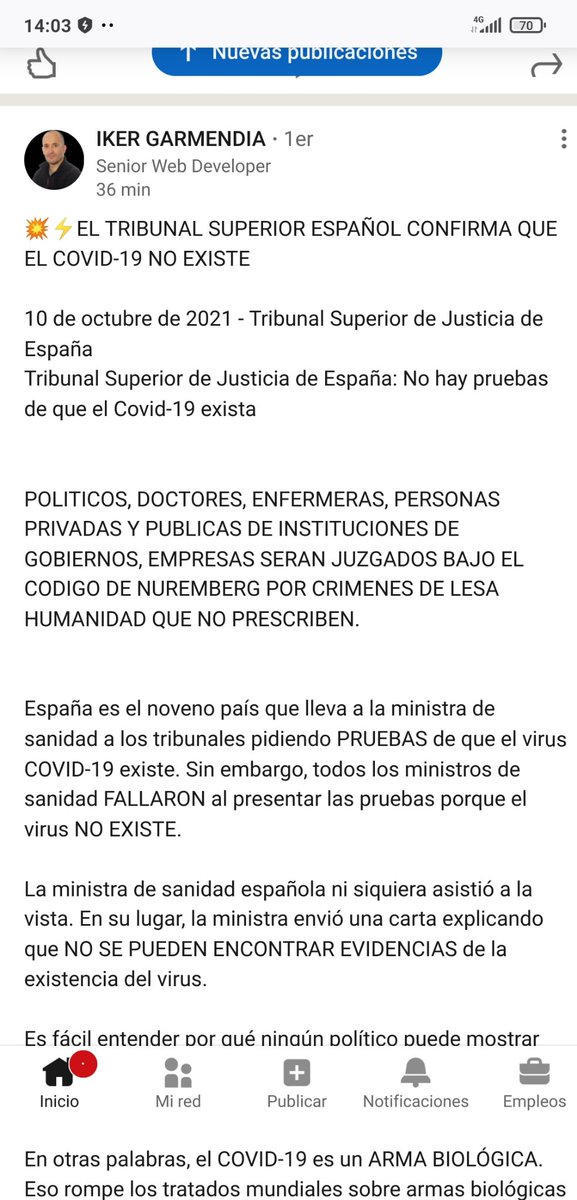 14:03
4G
70
Nuevas publicaciones
IKER GARMENDIA · 1er
Senior Web Developer
36 min
💥⚡EL TRIBUNAL SUPERIOR ESPAÑOL CONFIRMA QUE
EL COVID-19 NO EXISTE
10 de octubre de 2021 - Tribunal Superior de Justicia de
España
Tribunal Superior de Justicia de España: No hay pruebas
de que el Covid-19 exista
POLITICOS, DOCTORES, ENFERMERAS, PERSONAS
PRIVADAS Y PUBLICAS DE INSTITUCIONES DE
GOBIERNOS, EMPRESAS SERAN JUZGADOS BAJO EL
CODIGO DE NUREMBERG POR CRIMENES DE LESA
HUMANIDAD QUE NO PRESCRIBEN.
España es el noveno país que lleva a la ministra de
sanidad a los tribunales pidiendo PRUEBAS de que el virus
COVID-19 existe. Sin embargo, todos los ministros de
sanidad FALLARON al presentar las pruebas porque el
virus NO EXISTE.
La ministra de sanidad española ni siquiera asistió a la
vista. En su lugar, la ministra envió una carta explicando
que NO SE PUEDEN ENCONTRAR EVIDENCIAS de la
existencia del virus.
Es fácil entender por qué ningún político puede mostrar
Inicio
Mi red
Publicar
Notificaciones
Empleos
En otras palabras, el COVID-19 es un ARMA BIOLÓGICA.
Eso rompe los tratados mundiales sobre armas biológicas